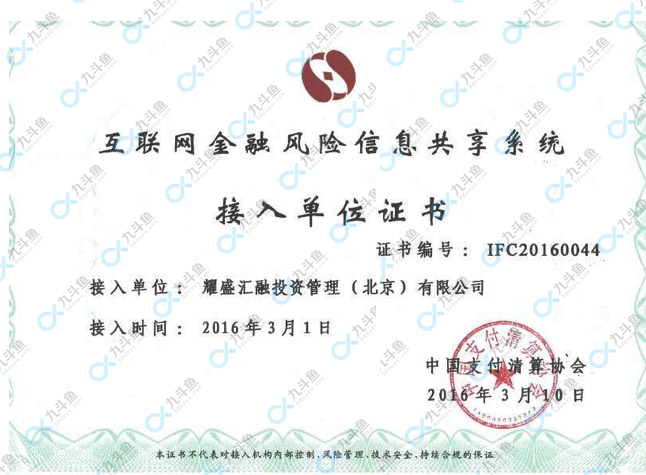 互联网金融风险信息共享系统
接入单位证书
证书编号：IFC20160044
接入单位：耀盛汇融投资管理（北京）有限公司
接入时间：2016年3月1日
中国支付清算协会
2016年3月10日
本证书不代表对接入机构内部控制、风险管理、技术安全、持续合规的保证
九斗鱼